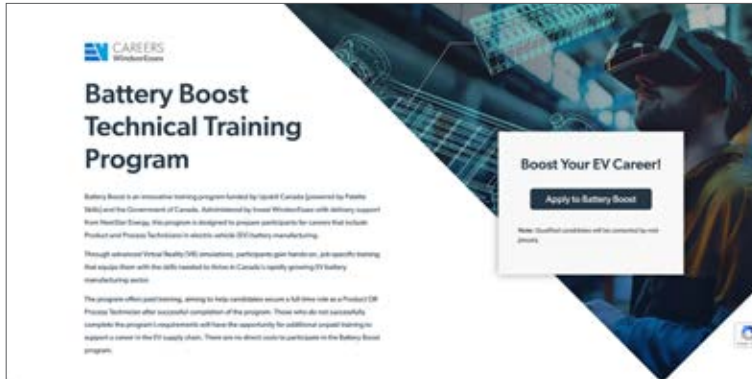 EV CAREERS
WindsorEssex
Battery Boost
Technical Training
Program
Battery Boost is an innovative training program funded by Upskill Canada [powered by Palette
Skills] and the Government of Canada. Administered by Invest WindsorEssex with delivery support
from NextStar Energy, this program is designed to prepare participants for careers that include
Product and Process Technicians in electric vehicle (EV) battery manufacturing.
Through advanced Virtual Reality (VR) simulations, participants gain hands-on, job-specific training
that equips them with the skills needed to thrive in Canada's rapidly growing EV battery
manufacturing sector.
The program offers paid training, aiming to help candidates secure a full-time role as a Product OR
Process Technician after successful completion of the program. Those who do not successfully
complete the program's requirements will have the opportunity for additional unpaid training to
support a career in the EV supply chain. There are no direct costs to participate in the Battery Boost
program.
Boost Your EV Career!
Apply to Battery Boost
Note: Qualified candidates will be contacted by mid-
January.